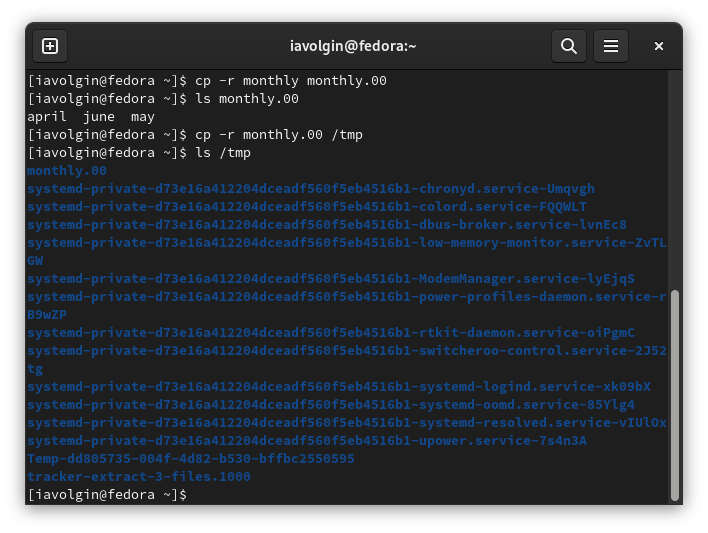 iavolgin@fedora:~
[iavolgin@fedora ~]$ cp -r monthly monthly.00
[iavolgin@fedora ~]$ ls monthly.00
april  june  may
[iavolgin@fedora ~]$ cp -r monthly.00 /tmp
[iavolgin@fedora ~]$ ls /tmp
monthly.00
systemd-private-d73e16a412204dceadf560f5eb4516b1-chronyd.service-Umqvgh
systemd-private-d73e16a412204dceadf560f5eb4516b1-colord.service-FQQWLT
systemd-private-d73e16a412204dceadf560f5eb4516b1-dbus-broker.service-lvnEc8
systemd-private-d73e16a412204dceadf560f5eb4516b1-low-memory-monitor.service-ZvTL
GW
systemd-private-d73e16a412204dceadf560f5eb4516b1-ModemManager.service-lyEjqS
systemd-private-d73e16a412204dceadf560f5eb4516b1-power-profiles-daemon.service-r
B9wZP
systemd-private-d73e16a412204dceadf560f5eb4516b1-rtkit-daemon.service-oiPgmC
systemd-private-d73e16a412204dceadf560f5eb4516b1-switcheroo-control.service-2J52
tg
systemd-private-d73e16a412204dceadf560f5eb4516b1-systemd-logind.service-xk09bX
systemd-private-d73e16a412204dceadf560f5eb4516b1-systemd-oomd.service-85Ylg4
systemd-private-d73e16a412204dceadf560f5eb4516b1-systemd-resolved.service-vIUlOx
systemd-private-d73e16a412204dceadf560f5eb4516b1-upower.service-7s4n3A
Temp-dd805735-004f-4d82-b530-bffbc2550595
tracker-extract-3-files.1000
[iavolgin@fedora ~]$